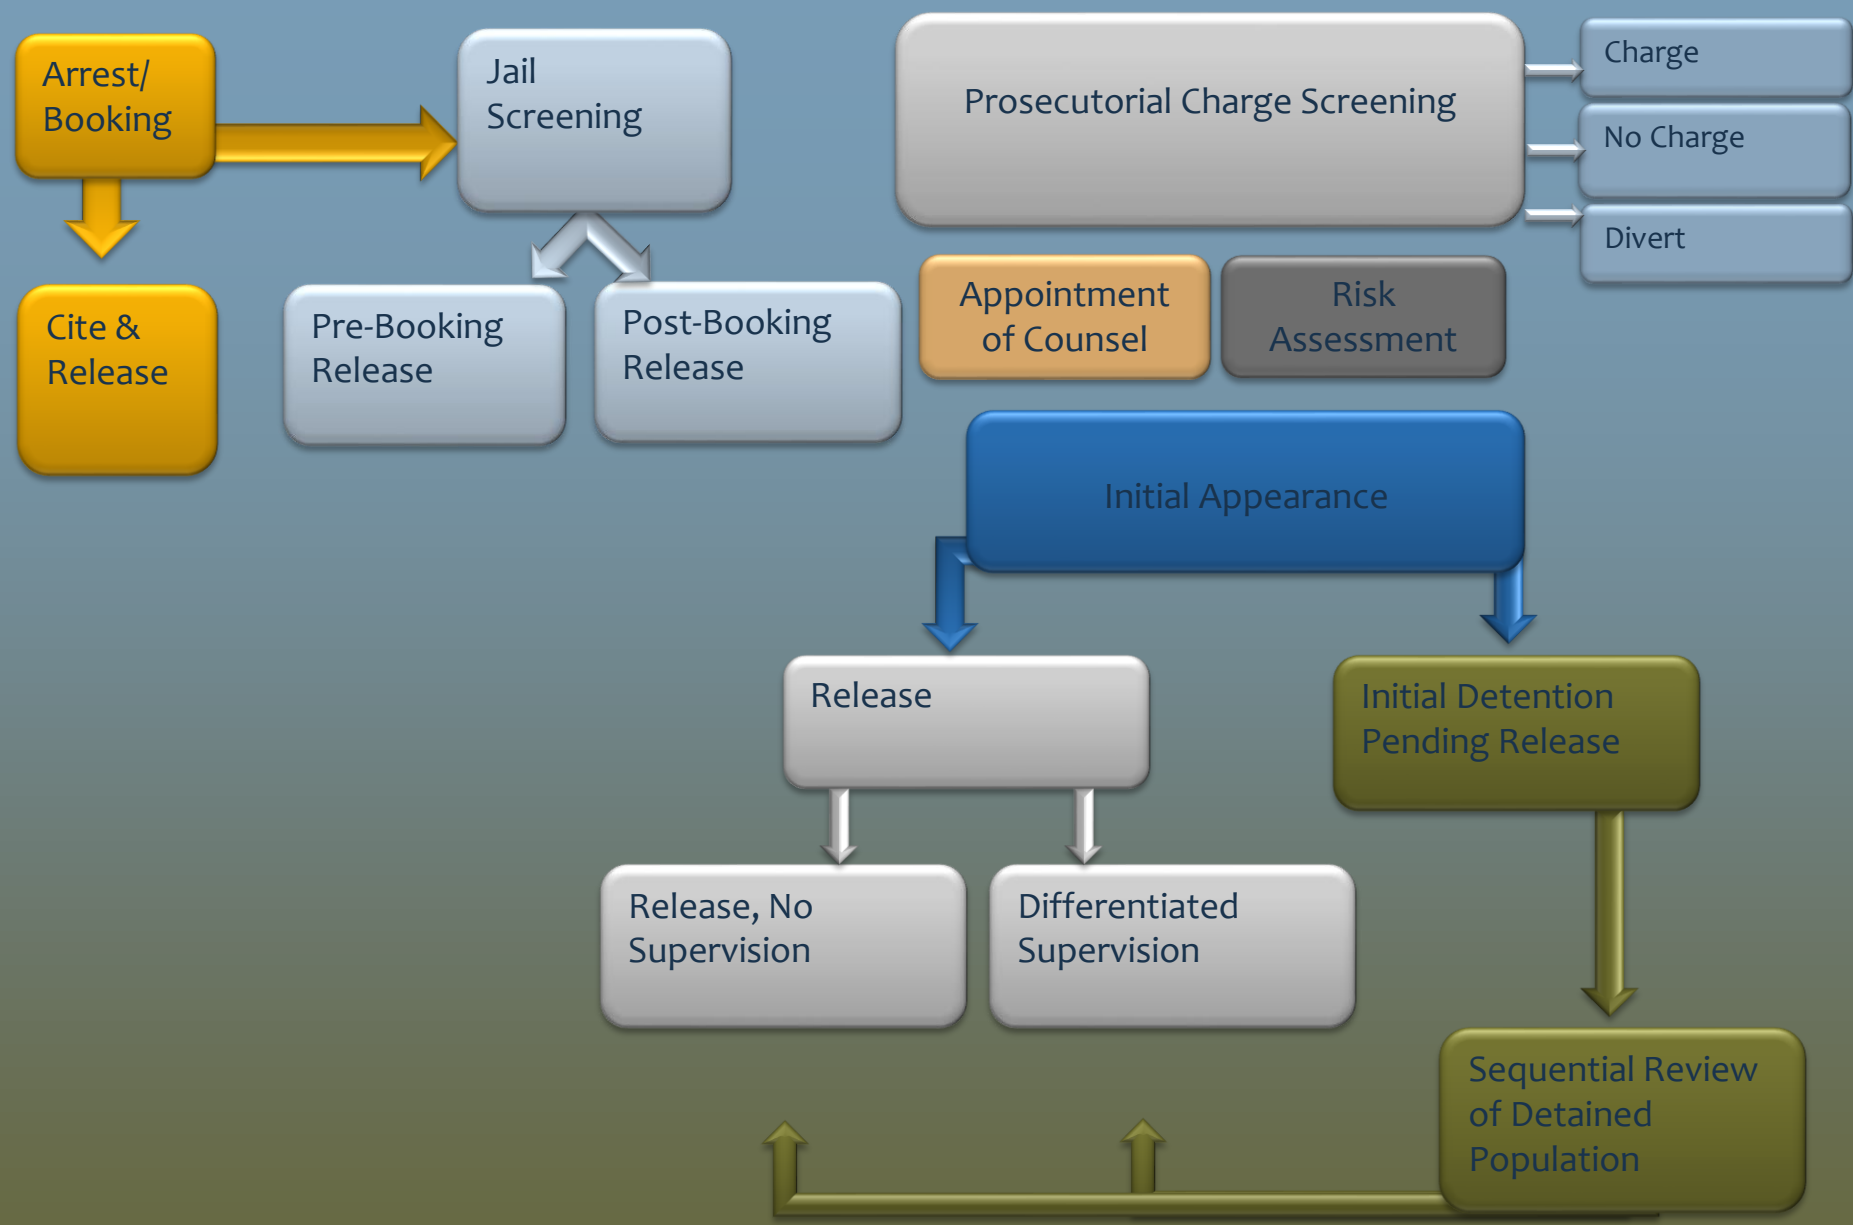 Arrest/
Booking
Jail
Screening
Prosecutorial Charge Screening
Charge
No Charge
Divert
Cite &
Release
Pre-Booking
Release
Post-Booking
Release
Appointment
of Counsel
Risk
Assessment
Initial Appearance
Release
Initial Detention
Pending Release
Release, No
Supervision
Differentiated
Supervision
Sequential Review
of Detained
Population